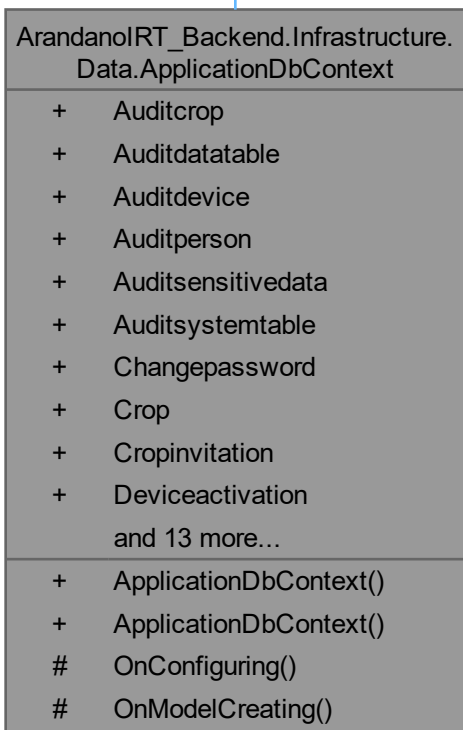 ArandanoIRT_Backend.Infrastructure.
Data.ApplicationDbContext
+ Auditcrop
+ Auditdatatable
+ Auditdevice
+ Auditperson
+ Auditsensitivedata
+ Auditsystemtable
+ Changepassword
+ Crop
+ Cropinvitation
+ Deviceactivation
and 13 more...
+ ApplicationDbContext()
+ ApplicationDbContext()
# OnConfiguring()
# OnModelCreating()